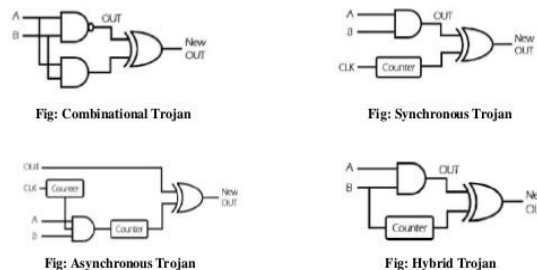 A
B
OUT
New
OUT
Fig: Combinational Trojan
A
B
OUT
CLK
Counter
New
OUT
Fig: Synchronous Trojan
OUT
CLK
Counter
A
B
Counter
New
OUT
Fig: Asynchronous Trojan
A
B
OUT
Counter
Fig: Hybrid Trojan